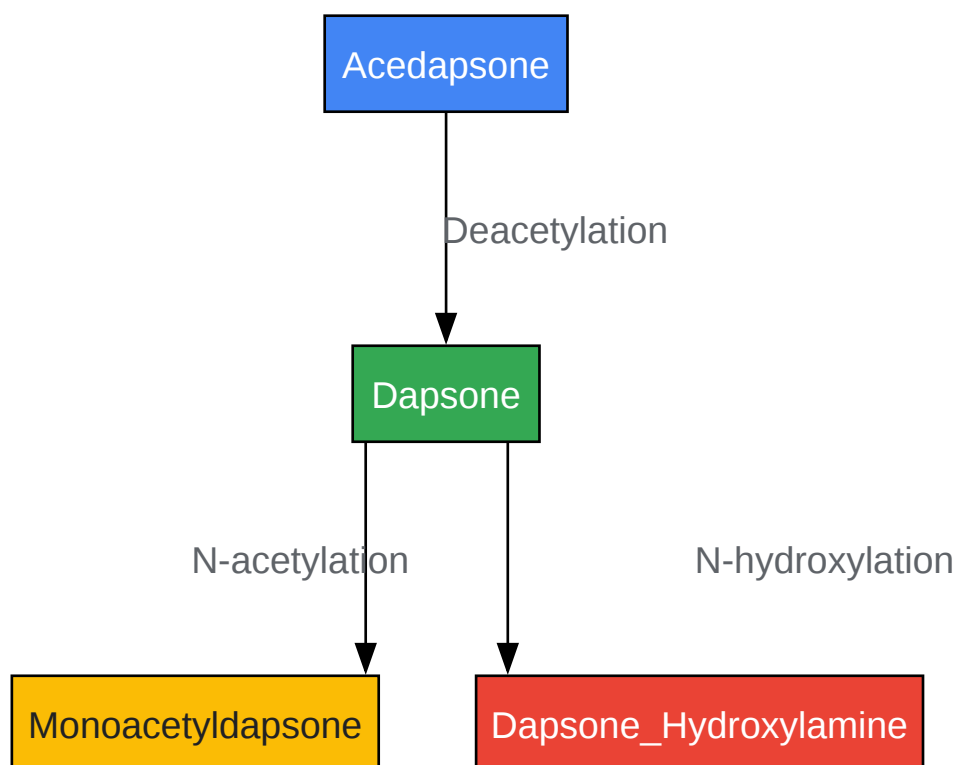 Acedapsone
Deacetylation
Dapsone
N-acetylation
N-hydroxylation
Monoacetyldapsone
Dapsone_Hydroxylamine